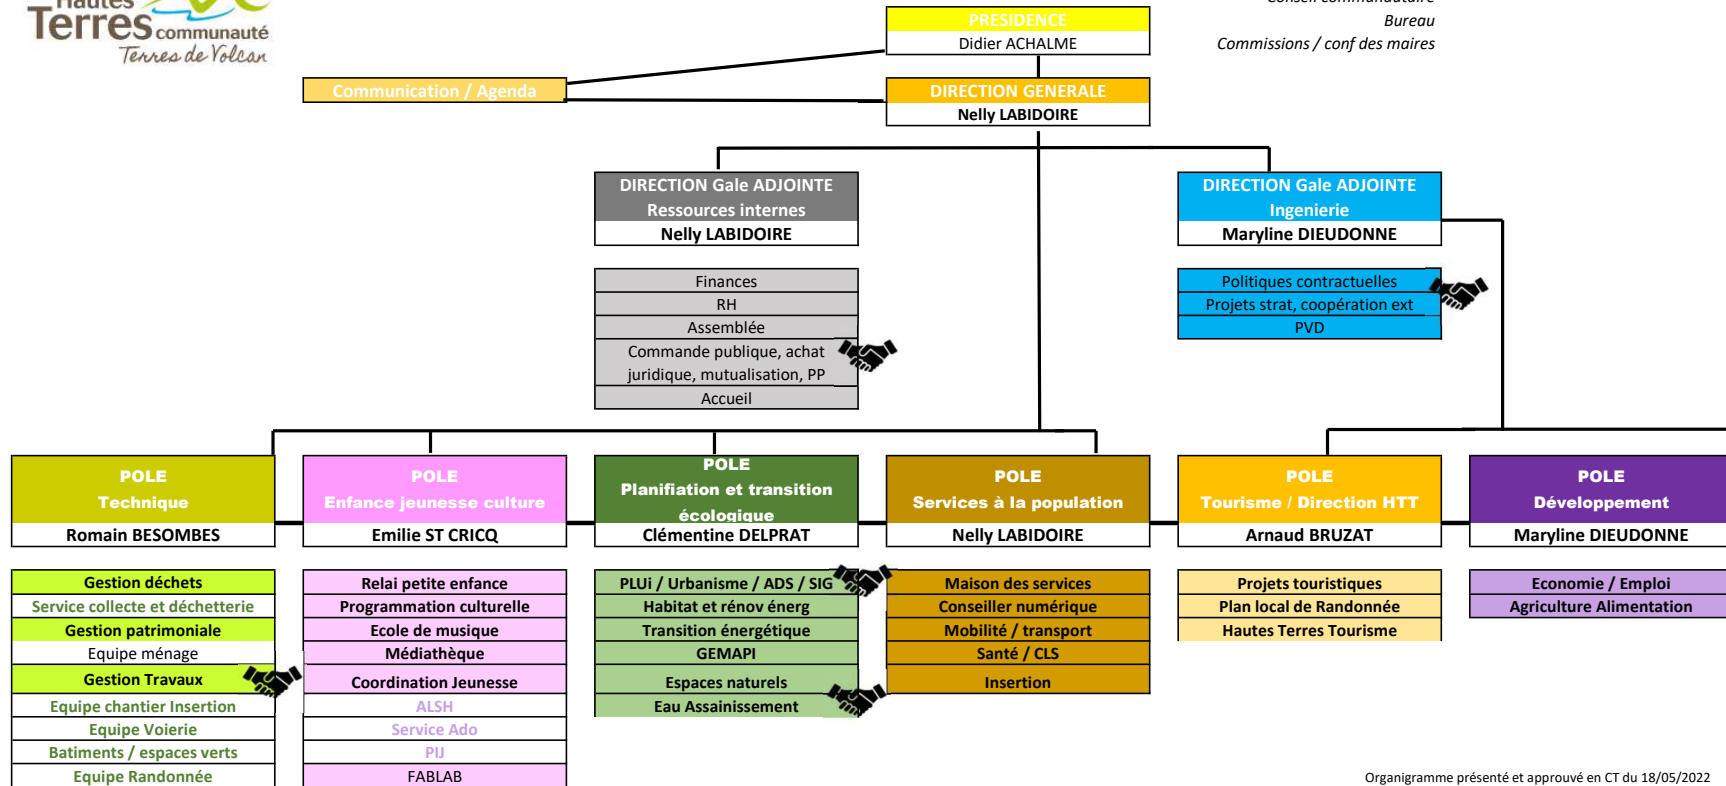 Hautes
Terres communauté
Terres de Volcan
Conseil communautaire
Bureau
Commissions / conf des maires
PRESIDENCE
Didier ACHALME
Communication / Agenda
DIRECTION GENERALE
Nelly LABIDOIRE
DIRECTION Gale ADJOINTE
Ressources internes
Nelly LABIDOIRE
Finances
RH
Assemblée
Commande publique, achat
juridique, mutualisation, PP
Accueil
DIRECTION Gale ADJOINTE
Ingenierie
Maryline DIEUDONNE
Politiques contractuelles
Projets strat, coopération ext
PVD
POLE
Technique
Romain BESOMBES
Gestion déchets
Service collecte et déchetterie
Gestion patrimoniale
Equipe ménage
Gestion Travaux
Equipe chantier Insertion
Equipe Voierie
Batiments / espaces verts
Equipe Randonnée
POLE
Enfance jeunesse culture
Emilie ST CRICQ
Relai petite enfance
Programmation culturelle
Ecole de musique
Médiathèque
Coordination Jeunesse
ALSH
Service Ado
PIJ
FABLAB
POLE
Planifiation et transition
écologique
Clémentine DELPRAT
PLUi / Urbanisme / ADS / SIG
Habitat et rénov énerg
Transition énergétique
GEMAPI
Espaces naturels
Eau Assainissement
POLE
Services à la population
Nelly LABIDOIRE
Maison des services
Conseiller numérique
Mobilité / transport
Santé / CLS
Insertion
POLE
Tourisme / Direction HTT
Arnaud BRUZAT
Projets touristiques
Plan local de Randonnée
Hautes Terres Tourisme
POLE
Développement
Maryline DIEUDONNE
Economie / Emploi
Agriculture Alimentation
Organigramme présenté et approuvé en CT du 18/05/2022